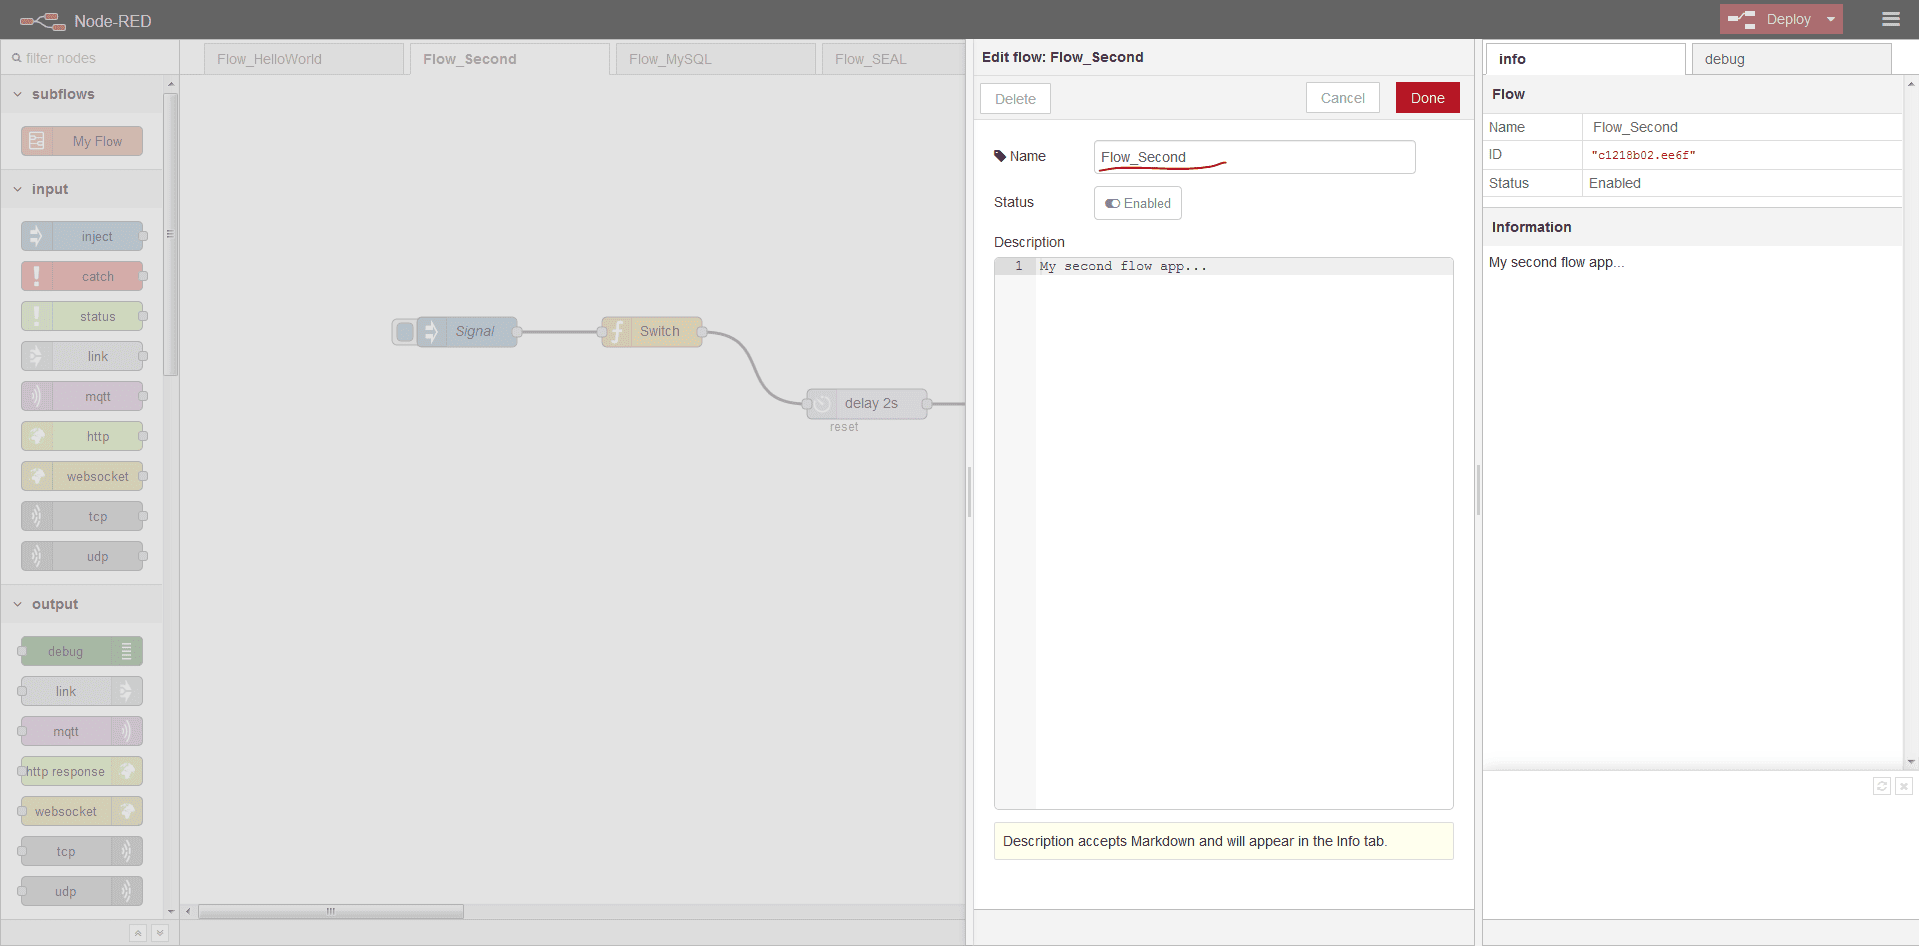 Node-RED
Deploy
filter nodes
Flow_HelloWorld
Flow_Second
Flow_MySQL
Flow_SEAL
subflows
My Flow
input
inject
catch
status
link
mqtt
http
websocket
tcp
udp
output
debug
link
mqtt
http response
websocket
tcp
udp
Signal
Switch
delay 2s
reset
Edit flow: Flow_Second
Delete
Cancel
Done
Name
Flow_Second
Status
Enabled
Description
1 My second flow app...
Description accepts Markdown and will appear in the Info tab.
info
debug
Flow
Name Flow_Second
ID "c1218b02.ee6f"
Status Enabled
Information
My second flow app...